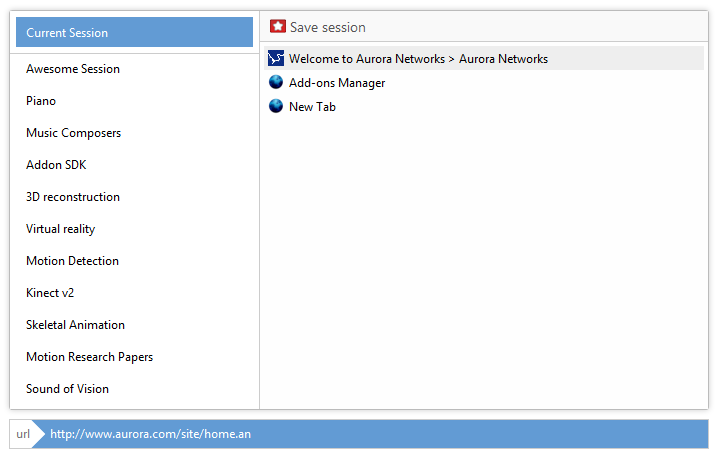 Current Session
Awesome Session
Piano
Music Composers
Addon SDK
3D reconstruction
Virtual reality
Motion Detection
Kinect v2
Skeletal Animation
Motion Research Papers
Sound of Vision
Save session
Welcome to Aurora Networks > Aurora Networks
Add-ons Manager
New Tab
url http://www.aurora.com/site/home.an